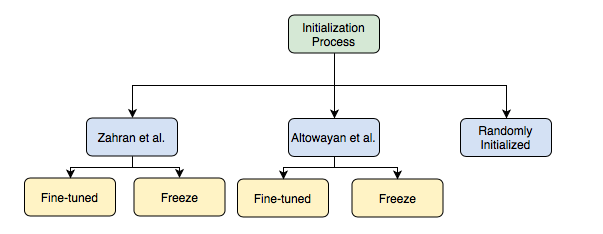 Initialization
Process
Zahran et al.
Altowayan et al.
Randomly
Initialized
Fine-tuned
Freeze
Fine-tuned
Freeze